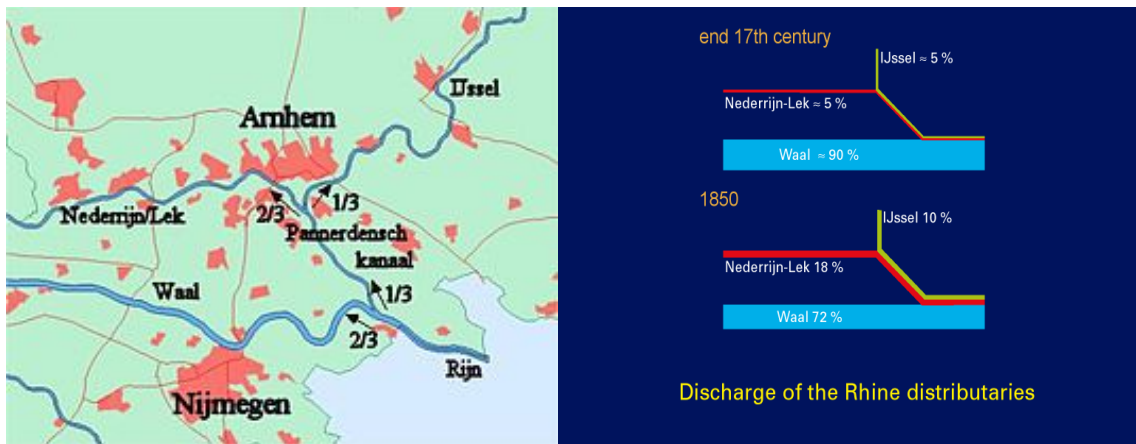 Arnhem
IJssel
1/3
2/3
Nederrijn/Lek
Pannerdensch
kanaal
Waal
1/3
2/3
Rijn
Nijmegen
end 17th century
IJssel ≈ 5 %
Nederrijn-Lek ≈ 5 %
Waal ≈ 90 %
1850
IJssel 10 %
Nederrijn-Lek 18 %
Waal 72 %
Discharge of the Rhine distributaries